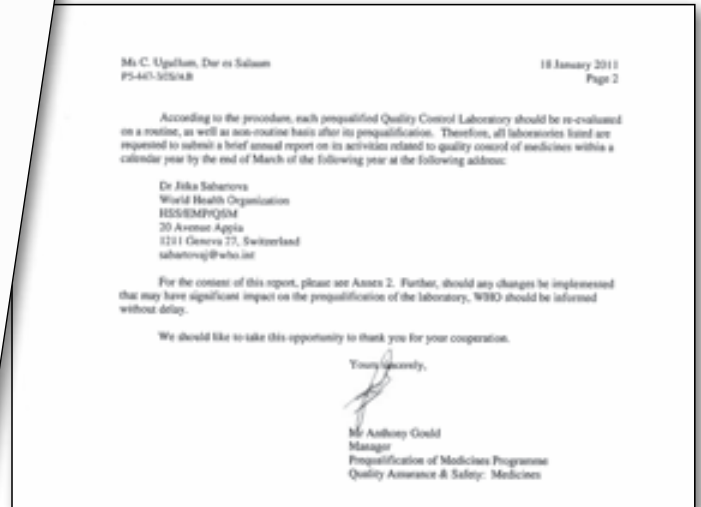 Ms C. Ugullum, Dar es Salaam
18 January 2011
P5-447-3/IS/AB
Page 2
According to the procedure, each prequalified Quality Control Laboratory should be re-evaluated
on a routine, as well as non-routine basis after its prequalification. Therefore, all laboratories listed are
requested to submit a brief annual report on its activities related to quality control of medicines within a
calendar year by the end of March of the following year at the following address:
Dr Jitka Sabartova
World Health Organization
HSS/EMP/QSM
20 Avenue Appia
1211 Geneva 27, Switzerland
sabartovaj@who.int
For the content of this report, please see Annex 2. Further, should any changes be implemented
that may have significant impact on the prequalification of the laboratory, WHO should be informed
without delay.
We should like to take this opportunity to thank you for your cooperation.
Yours sincerely,
Mr Anthony Gould
Manager
Prequalification of Medicines Programme
Quality Assurance & Safety: Medicines